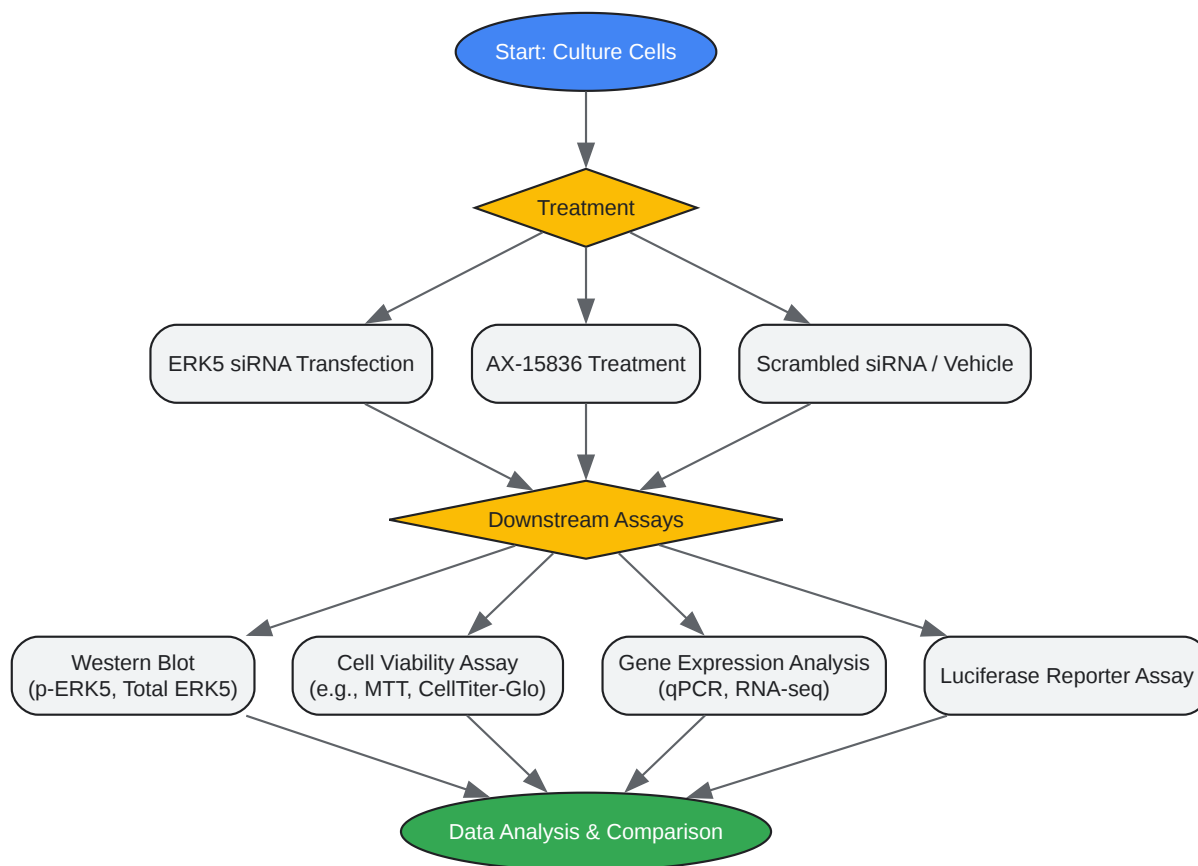 Start: Culture Cells
Treatment
ERK5 siRNA Transfection
AX-15836 Treatment
Scrambled siRNA / Vehicle
Downstream Assays
Western Blot
(p-ERK5, Total ERK5)
Cell Viability Assay
(e.g., MTT, CellTiter-Glo)
Gene Expression Analysis
(qPCR, RNA-seq)
Luciferase Reporter Assay
Data Analysis & Comparison